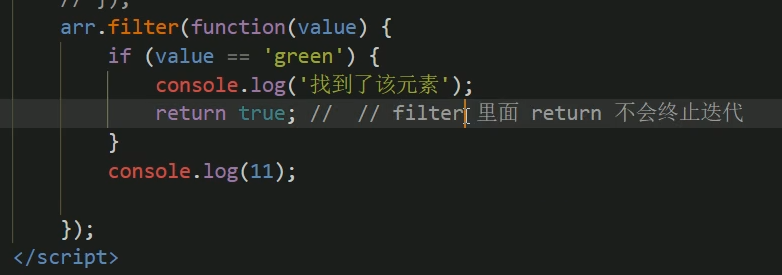 // });
arr.filter(function(value) {
if (value == 'green') {
console.log('找到了该元素');
return true; //  // filter 里面 return 不会终止迭代
}
console.log(11);
});
</script>